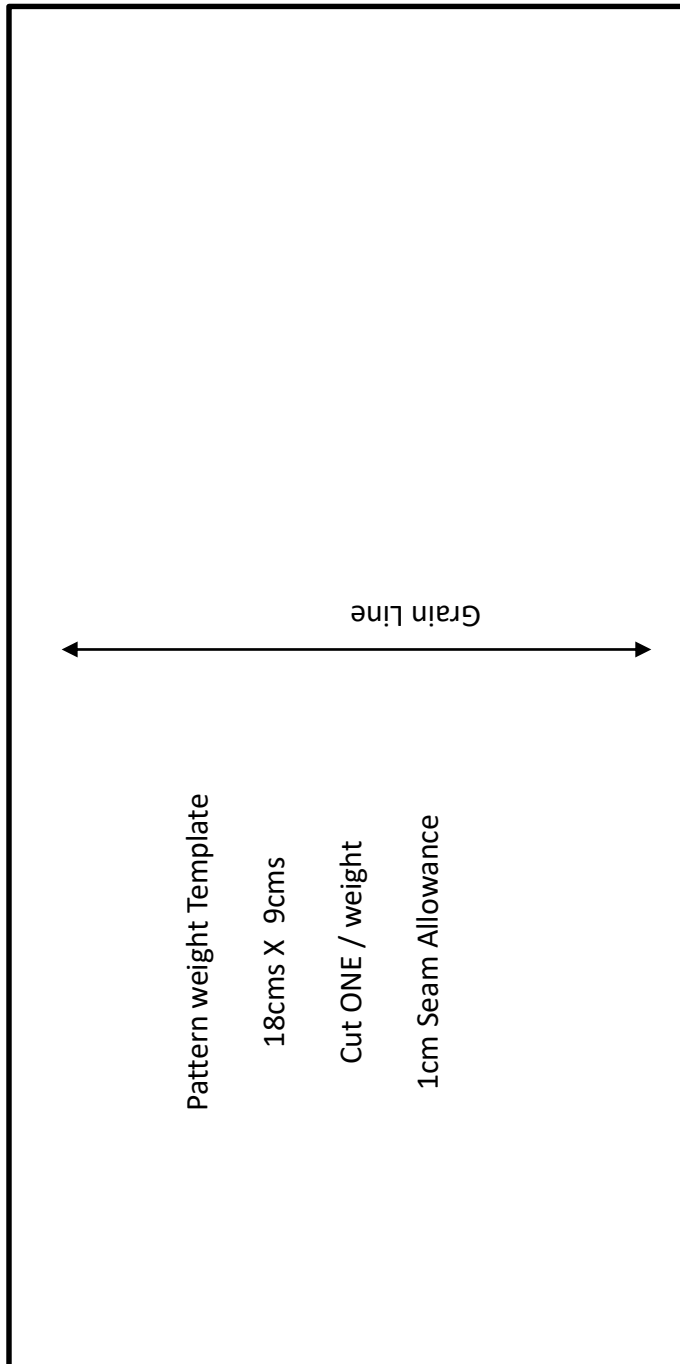 Pattern weight Template
18cms X 9cms
Cut ONE / weight
1cm Seam Allowance
Grain Line